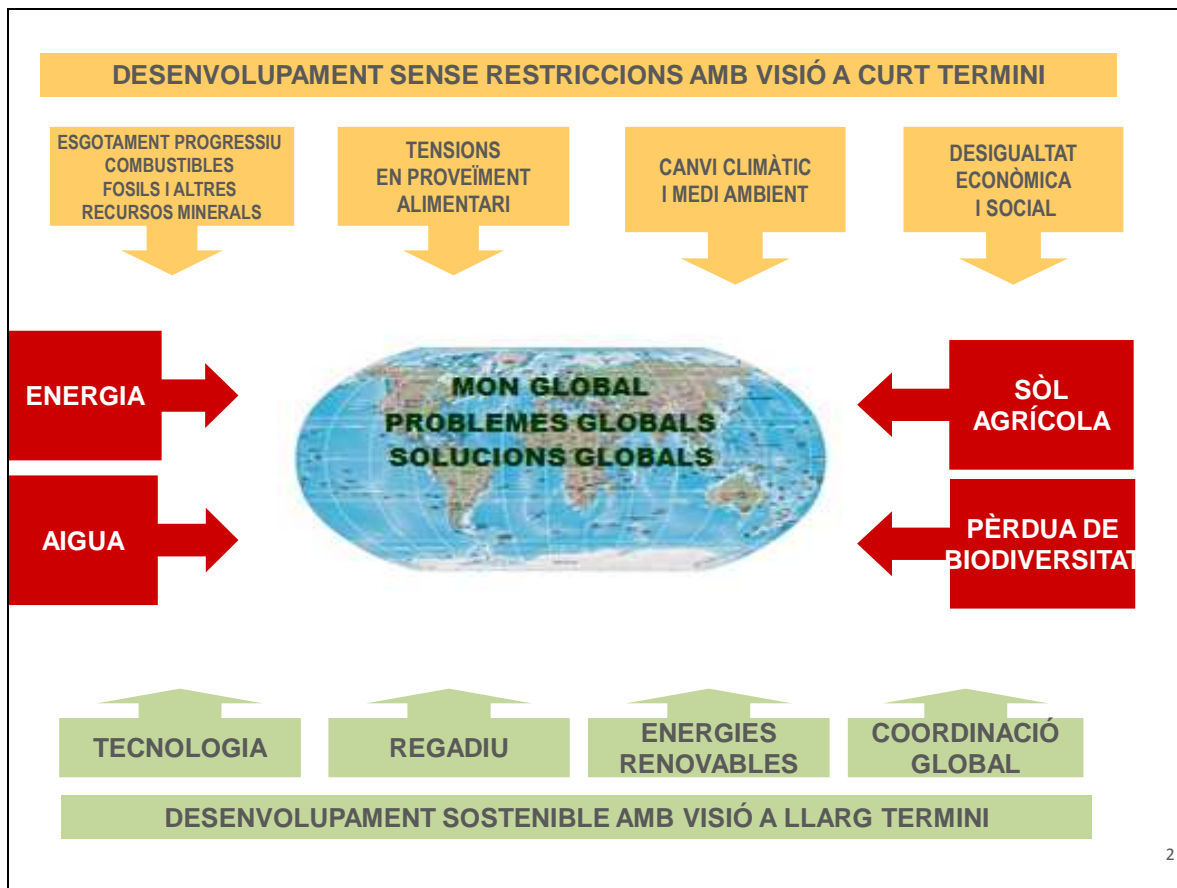 DESENVOLUPAMENT SENSE RESTRICCIONS AMB VISIÓ A CURT TERMINI
ESGOTAMENT PROGRESSIU
COMBUSTIBLES
FOSILS I ALTRES
RECURSOS MINERALS
TENSIONS
EN PROVEÏMENT
ALIMENTARI
CANVI CLIMÀTIC
I MEDI AMBIENT
DESIGUALTAT
ECONÒMICA
I SOCIAL
ENERGIA
AIGUA
MON GLOBAL
PROBLEMES GLOBALS
SOLUCIONS GLOBALS
SÒL
AGRÍCOLA
PÈRDUA DE
BIODIVERSITAT
TECNOLOGIA
REGADIU
ENERGIES
RENOVABLES
COORDINACIÓ
GLOBAL
DESENVOLUPAMENT SOSTENIBLE AMB VISIÓ A LLARG TERMINI
2